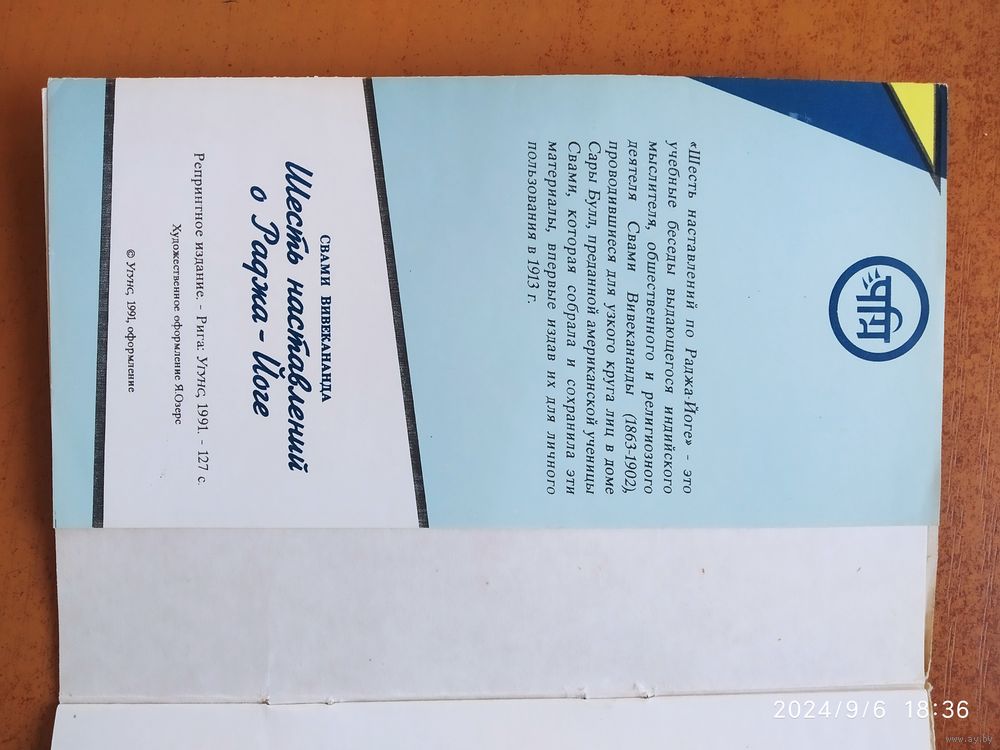 «Шесть наставлений по Раджа-Йоге» - это
учебные беседы выдающегося индийского
мыслителя, общественного и религиозного
деятеля Свами Вивекананды (1863-1902),
проводившиеся для узкого круга лиц в доме
Сары Булл, преданной американской ученицы
Свами, которая собрала и сохранила эти
материалы, впервые издав их для личного
пользования в 1913 г.
СВАМИ ВИВЕКАНАНДА
Шесть наставлений
о Раджа-Йоге
Репринтное издание. - Рига: Угунс, 1991. - 127 с.
Художественное оформление Я.Озерс
© Угунс, 1991, оформление
2024/9/6 18:36
www.ay.by